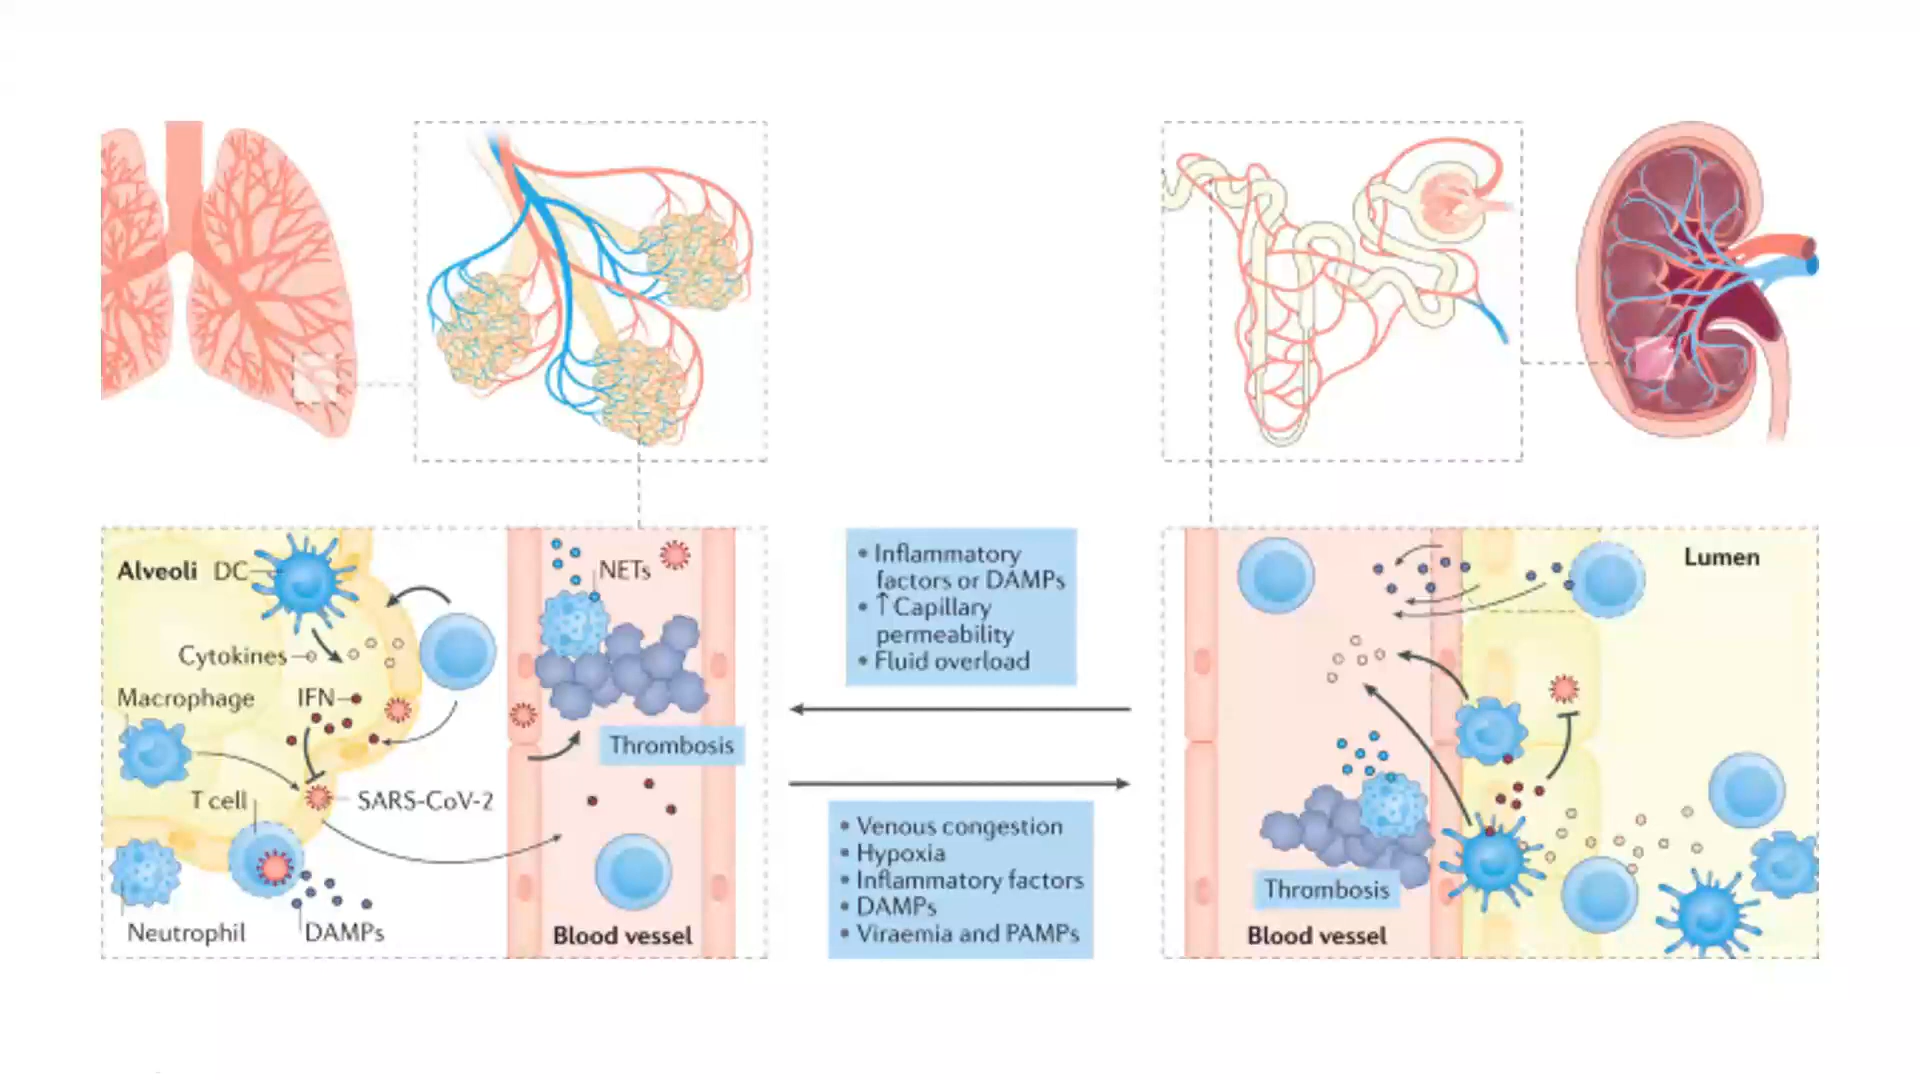 Alveoli
DC
Cytokines
Macrophage
IFN
T cell
SARS-CoV-2
Neutrophil
DAMPs
NETs
Thrombosis
Blood vessel
• Inflammatory
factors or DAMPs
• ↑ Capillary
permeability
• Fluid overload
• Venous congestion
• Hypoxia
• Inflammatory factors
• DAMPs
• Viraemia and PAMPs
Lumen
Thrombosis
Blood vessel